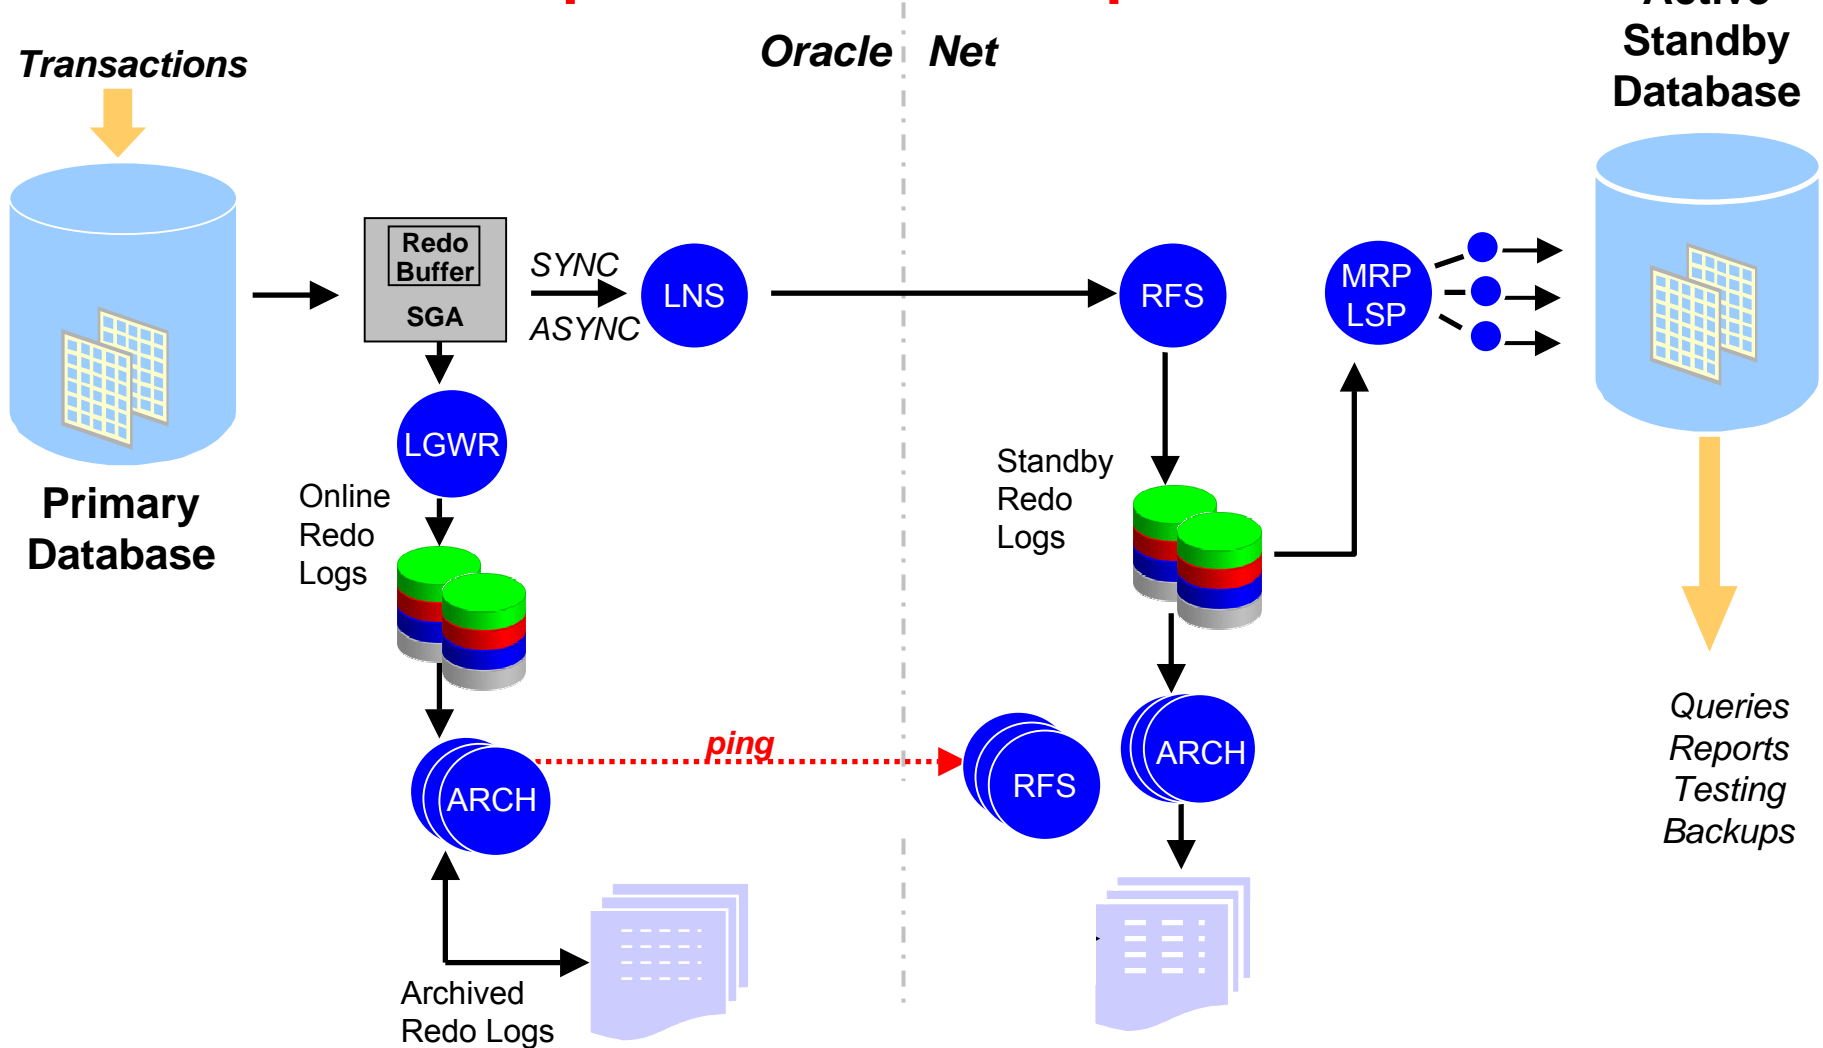 Active
Standby
Database
Oracle Net
Transactions
Redo
Buffer
SGA
SYNC
ASYNC
LNS
RFS
MRP
LSP
LGWR
Primary
Database
Online
Redo
Logs
Standby
Redo
Logs
ping
ARCH
RFS
ARCH
Queries
Reports
Testing
Backups
Archived
Redo Logs